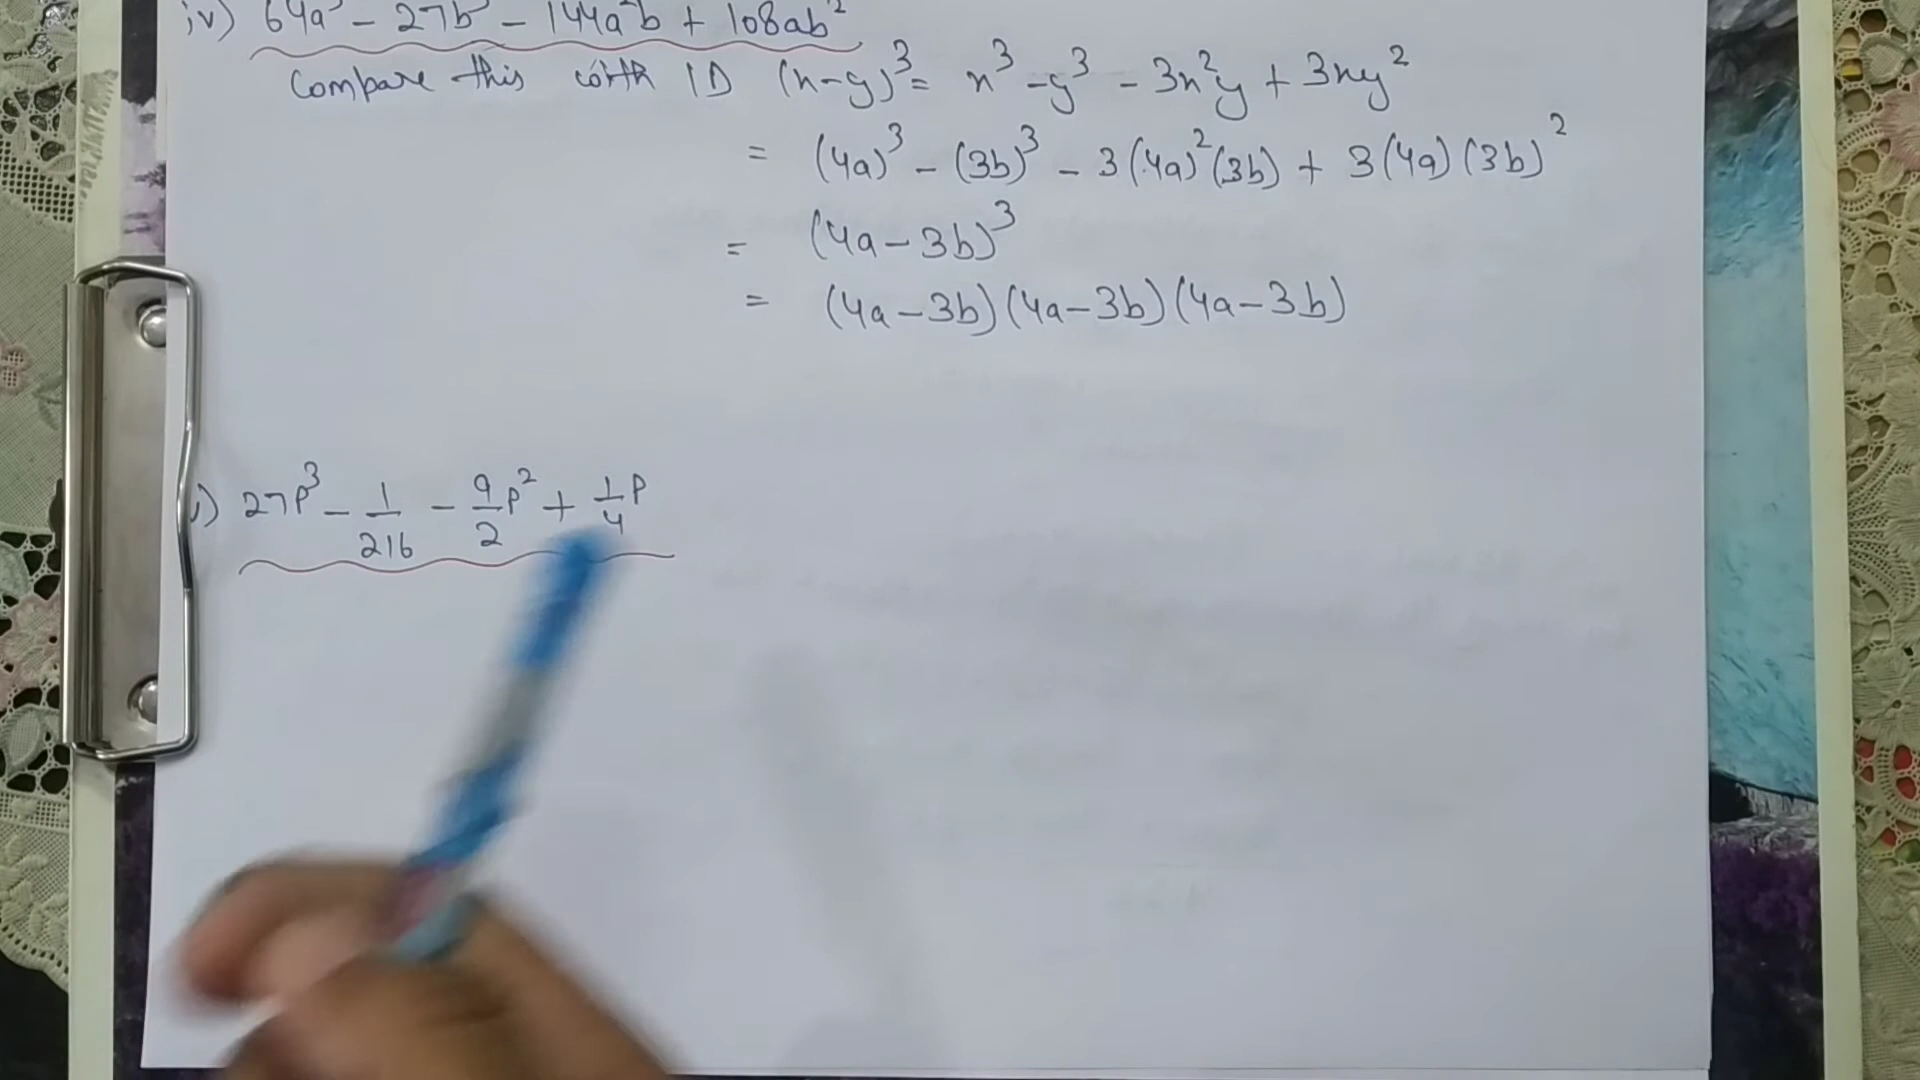 iv) 64a³ - 27b³ - 144a²b + 108ab²
Compare this with ID (x-y)³ = x³ - y³ - 3x²y + 3xy²
= (4a)³ - (3b)³ - 3(4a)²(3b) + 3(4a)(3b)²
= (4a-3b)³
= (4a-3b)(4a-3b)(4a-3b)
) 27p³ - 1/216 - 9/2 p² + 1/4 p